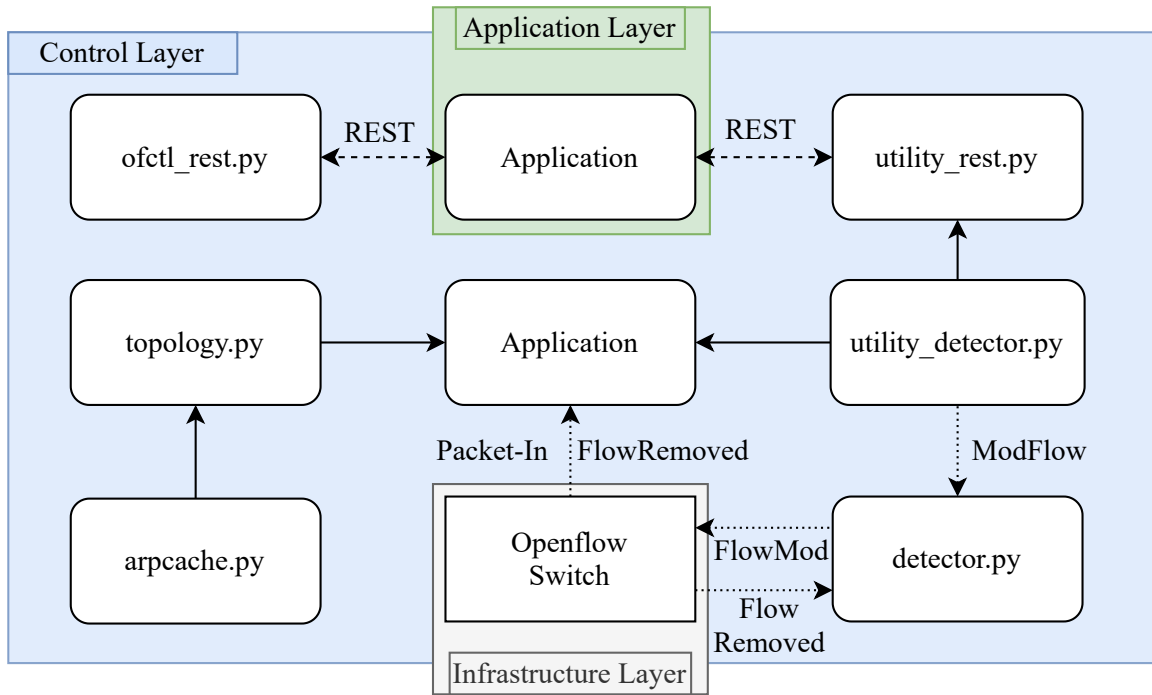 Application Layer
Control Layer
ofctl_rest.py
REST
Application
REST
utility_rest.py
topology.py
Application
utility_detector.py
Packet-In
FlowRemoved
ModFlow
arpcache.py
Openflow
Switch
FlowMod
Flow
Removed
detector.py
Infrastructure Layer